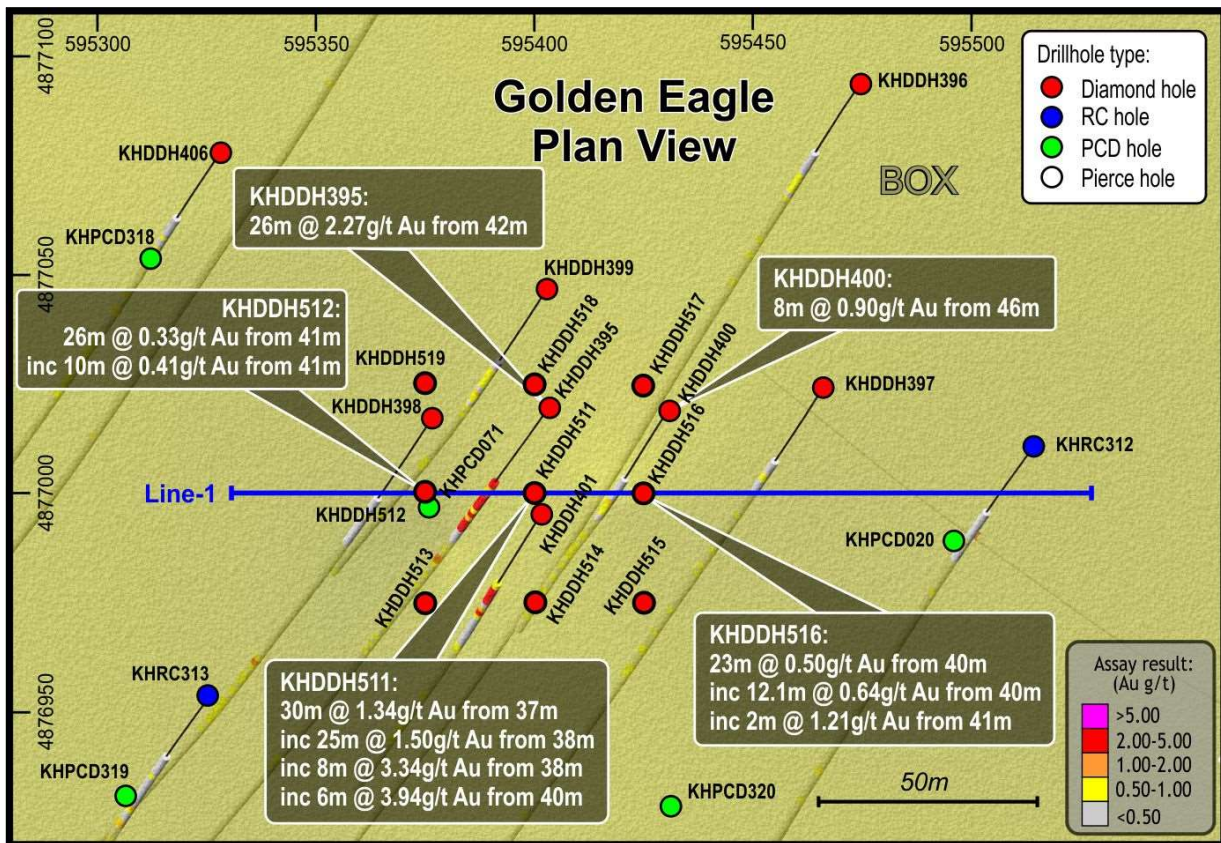 595300
595350
595400
595450
595500
4877100
4877050
4877000
4876950
Golden Eagle
Plan View
BOX
Drillhole type:
Diamond hole
RC hole
PCD hole
Pierce hole
KHDDH396
KHDDH406
KHPCD318
KHDDH395:
26m @ 2.27g/t Au from 42m
KHDDH399
KHDDH400:
8m @ 0.90g/t Au from 46m
KHDDH512:
26m @ 0.33g/t Au from 41m
inc 10m @ 0.41g/t Au from 41m
KHDDH519
KHDDH518
KHDDH395
KHDDH517
KHDDH400
KHDDH397
KHDDH398
KHPCD071
KHDDH511
KHDDH516
KHRC312
Line-1
KHDDH512
KHDDH401
KHPCD020
KHDDH513
KHDDH514
KHDDH515
KHRC313
KHDDH511:
30m @ 1.34g/t Au from 37m
inc 25m @ 1.50g/t Au from 38m
inc 8m @ 3.34g/t Au from 38m
inc 6m @ 3.94g/t Au from 40m
KHDDH516:
23m @ 0.50g/t Au from 40m
inc 12.1m @ 0.64g/t Au from 40m
inc 2m @ 1.21g/t Au from 41m
KHPCD319
KHPCD320
50m
Assay result:
(Au g/t)
>5.00
2.00-5.00
1.00-2.00
0.50-1.00
<0.50